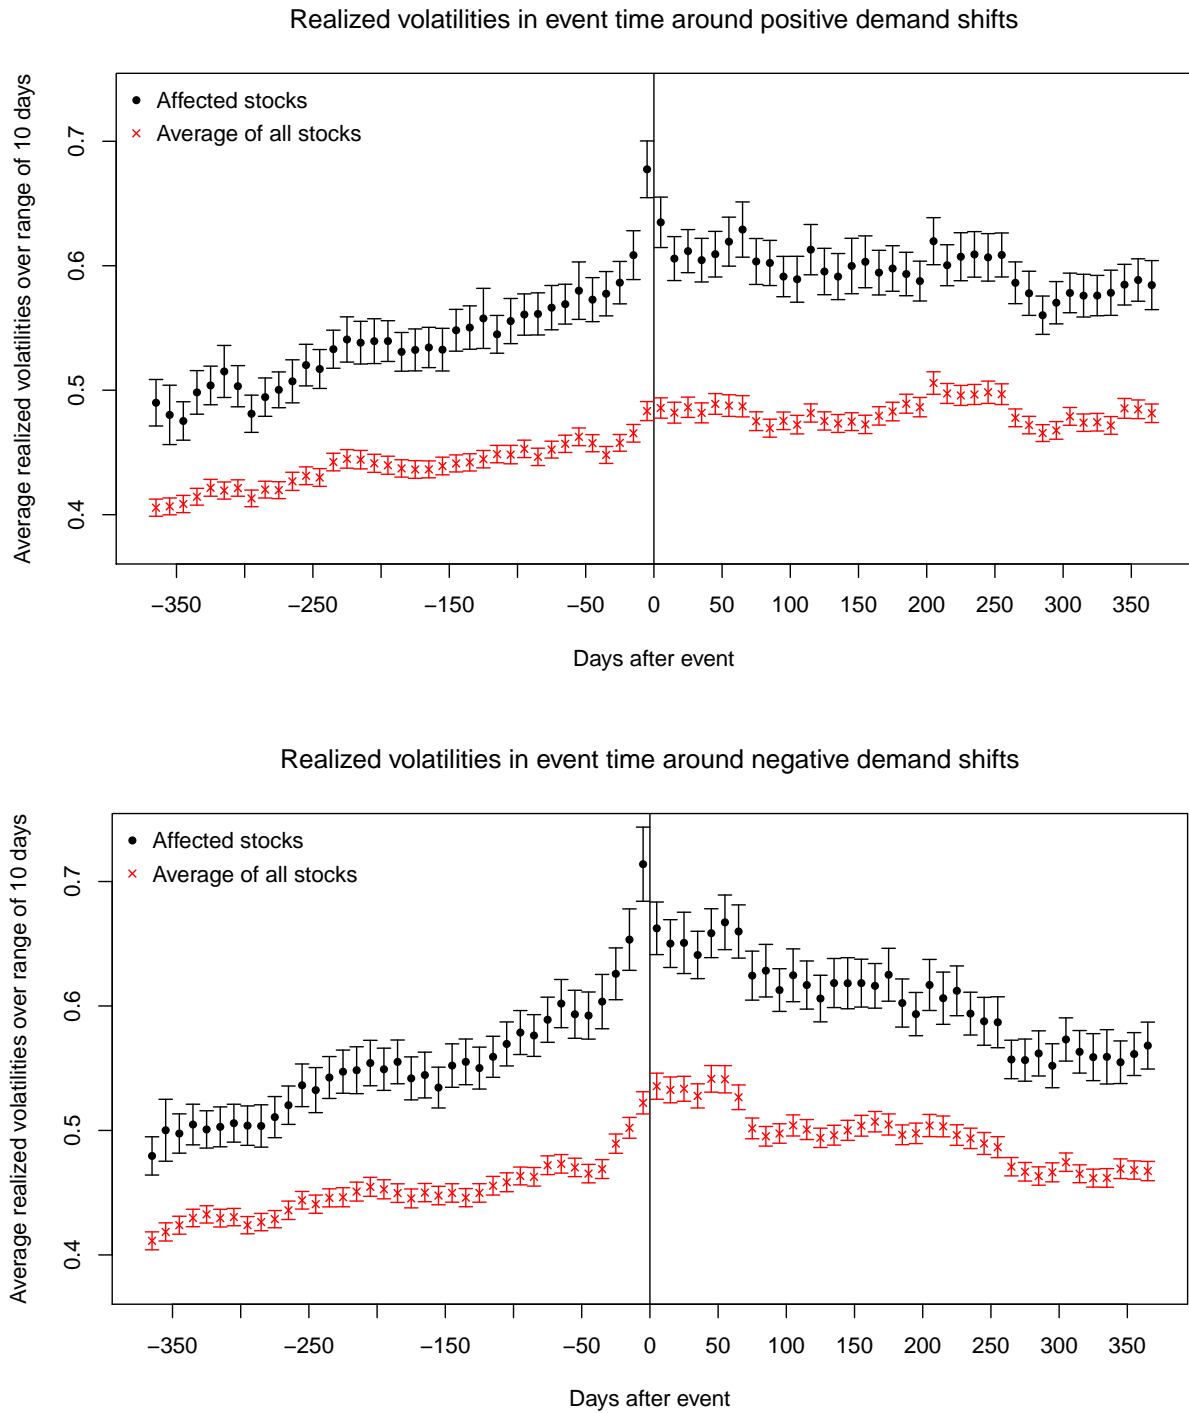 Realized volatilities in event time around positive demand shifts
Average realized volatilities over range of 10 days
Affected stocks
Average of all stocks
0.7
0.6
0.5
0.4
−350 −250 −150 −50 0 50 100 150 200 250 300 350
Days after event
Realized volatilities in event time around negative demand shifts
Average realized volatilities over range of 10 days
Affected stocks
Average of all stocks
0.7
0.6
0.5
0.4
−350 −250 −150 −50 0 50 100 150 200 250 300 350
Days after event